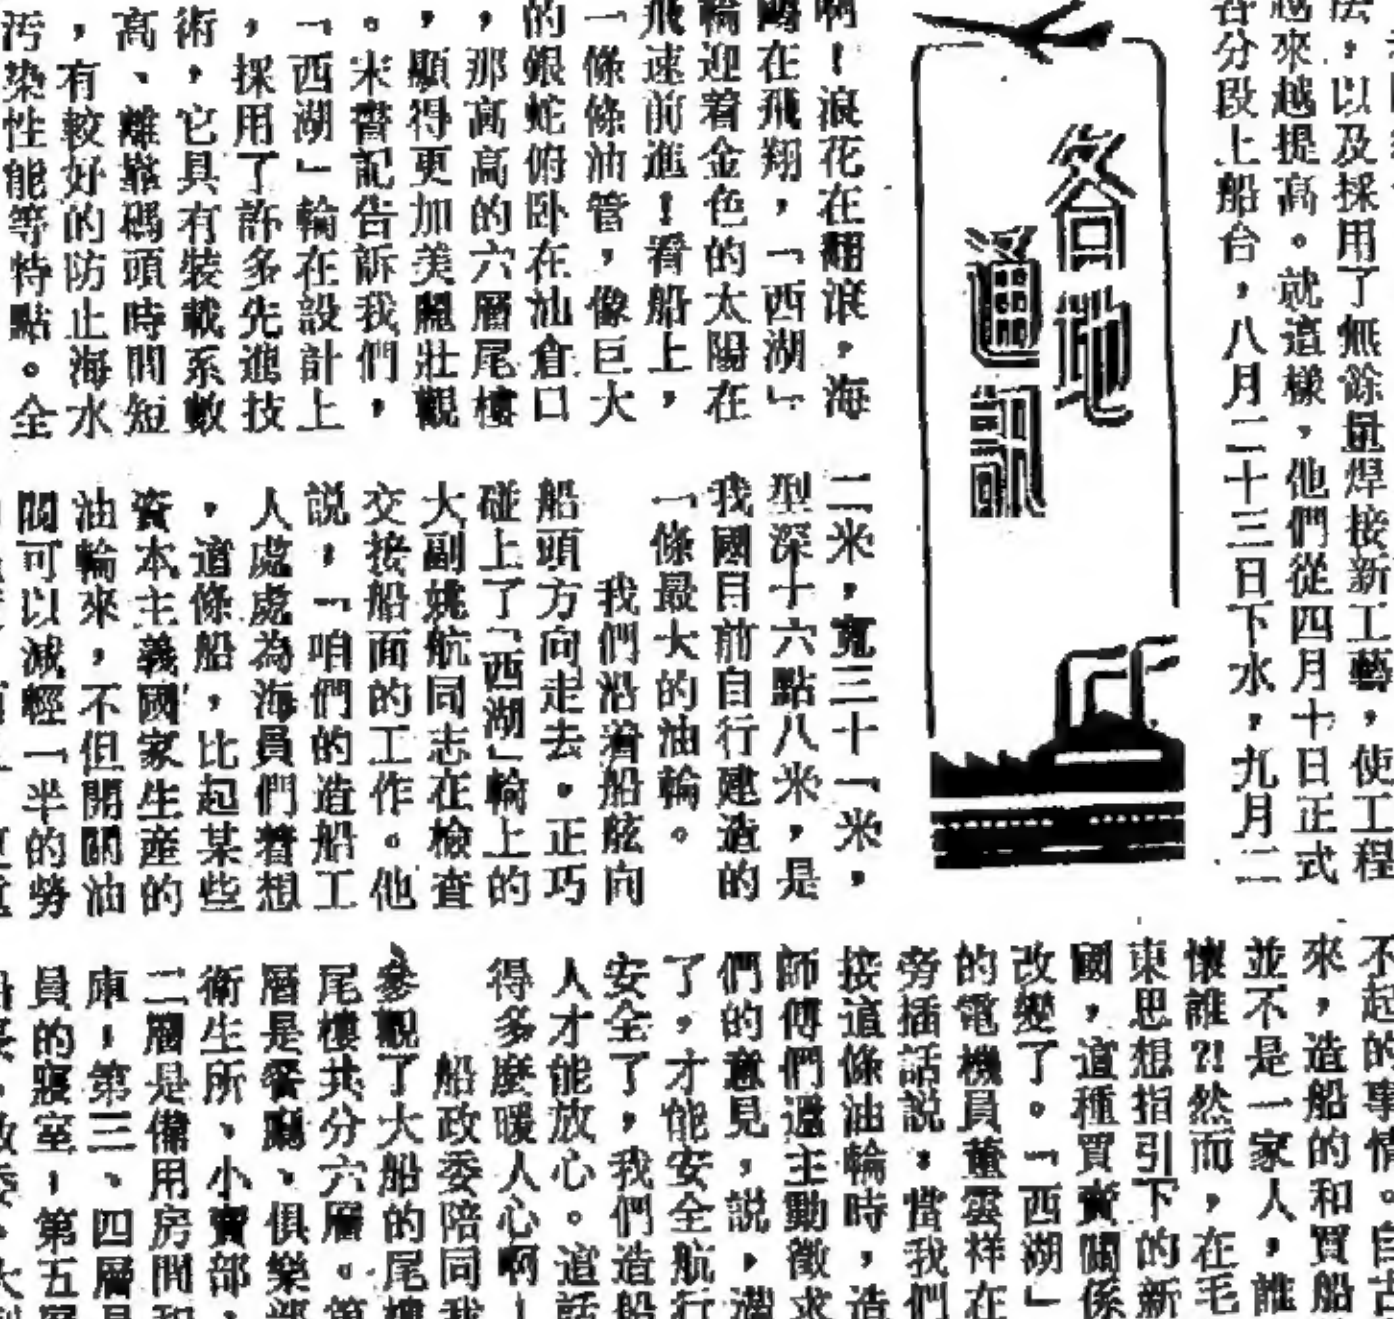 法，以及採用了無餘量焊接新工藝，使工程
越來越提高。就這樣，他們從四月十日正式
各分段上船台，八月二十三日下水，九月二
各地
通訊
啊！浪花在翻浪，海
鷗在飛翔，「西湖」
輪迎着金色的太陽在
飛速前進！看船上，
一條條油管，像巨大
的銀蛇俯卧在油倉口
，那高高的六層尾樓
，顯得更加美麗壯觀
。宋書記告訴我們，
「西湖」輪在設計上
，採用了許多先進技
術，它具有裝載系數
高、離靠碼頭時間短
，有較好的防止海水
污染性能等特點。全
二米，寬三十一米，
型深十六點八米，是
我國目前自行建造的
一條最大的油輪。
我們沿着船舷向
船頭方向走去。正巧
碰上了「西湖」輪上的
大副姚航同志在檢查
交接船面的工作。他
説，「咱們的造船工
人處處為海員們着想
，這條船，比起某些
資本主義國家生産的
油輪來，不但開關油
閥可以減輕一半的勞
不起的事情。自古
來，造船的和買船
並不是一家人，誰
懷誰?!然而，在毛
東思想指引下的新
國，這種買賣關係
改變了。「西湖」
的電機員董雲祥在
旁插話説，當我們
接這條油輪時，造
師傅們還主動徵求
們的意見，説，滿
了，才能安全航行
安全了，我們造船
人才能放心。這話
得多麼暖人心啊！
船政委陪同我
參觀了大船的尾樓
尾樓共分六層。第
層是餐廳、俱樂部
衛生所、小賣部，
二層是備用房間和
庫，第三、四層是
員的寢室，第五層